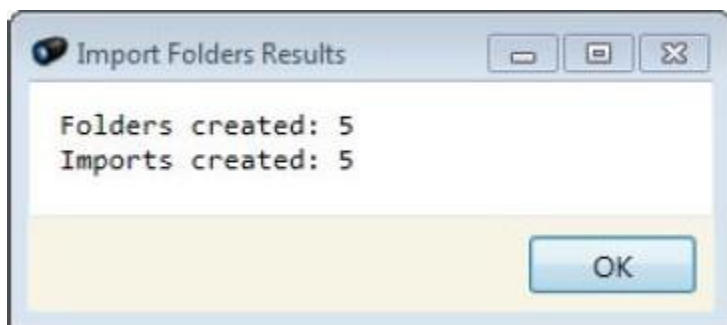 Import Folders Results
Folders created: 5
Imports created: 5
OK